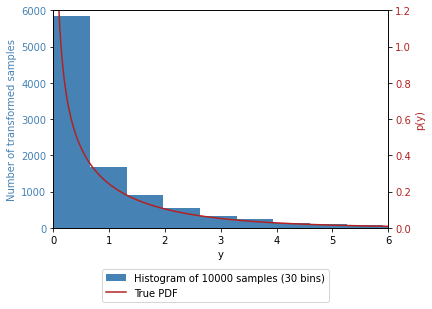 6000
5000
4000
3000
2000
1000
0
Number of transformed samples
1.2
1.0
0.8
0.6
0.4
0.2
0.0
p(y)
0 1 2 3 4 5 6
y
Histogram of 10000 samples (30 bins)
True PDF